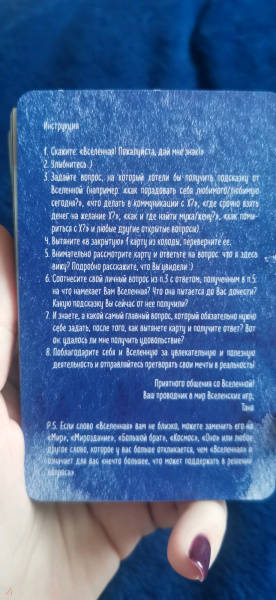 Инструкция
1. Скажите: «Вселенная! Пожалуйста, дай мне знак!»
2. Улыбнитесь :)
3. Задайте вопрос, на который хотели бы получить подсказку от
Вселенной (например: «как порадовать себя любимого/любимую
сегодня?», «что делать в коммуникации с Х?», «где срочно взять
денег на желание Х?», «как и где найти мужа/жену?», «как поми-
риться с Х?» и любые другие открытые вопросы).
4. Вытяните «в закрытую» 1 карту из колоды, переверните ее.
5. Внимательно рассмотрите карту и ответьте на вопрос: что я здесь
вижу? Подробно расскажите, что Вы увидели :)
6. Соотнесите свой личный вопрос из п.3 с ответом, полученным в п.5:
на что намекает Вам Вселенная? Что она пытается до Вас донести?
Какую подсказку Вы сейчас от нее получили?
7. И знаете, а какой самый главный вопрос, который обязательно нужно
себе задать, после того, как вытянете карту и получите ответ? Вот
он: удалось ли мне получить удовольствие?
8. Поблагодарите себя и Вселенную за увлекательную и полезную
деятельность и отправляйтесь претворять свои мечты в реальность!
Приятного общения со Вселенной!
Ваш проводник в мир Вселенских игр,
Таня
P.S. Если слово «Вселенная» вам не близко, можете заменить его на
«Мир», «Мироздание», «Большой брат», «Космос», «Оно» или любое
другое слово, которое у вас больше откликается, чем «Вселенная» и
означает для вас «нечто большее, что может поддержать в решении
вопроса»